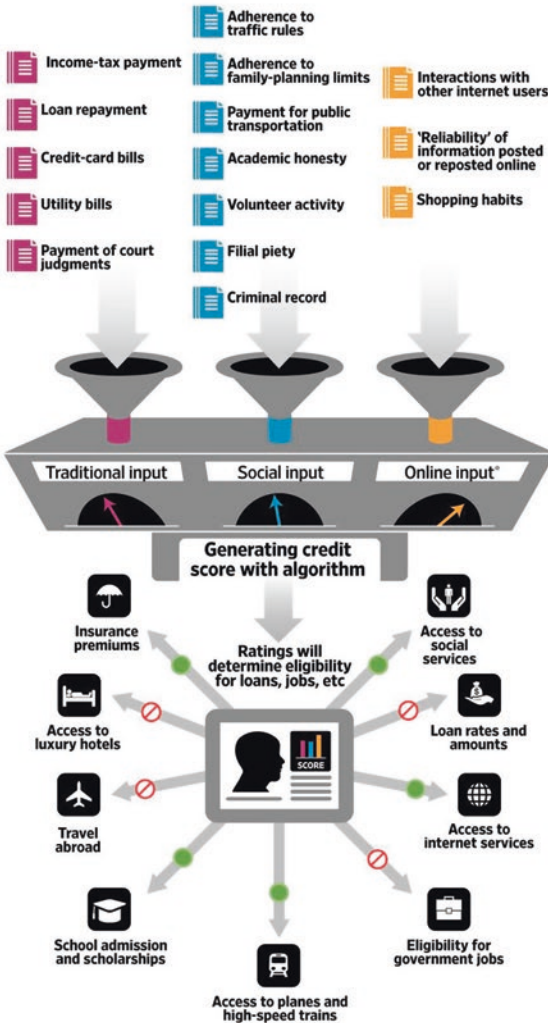 Income-tax payment
Loan repayment
Credit-card bills
Utility bills
Payment of court
judgments
Adherence to
traffic rules
Adherence to
family-planning limits
Payment for public
transportation
Academic honesty
Volunteer activity
Filial piety
Criminal record
Interactions with
other internet users
‘Reliability’ of
information posted
or reposted online
Shopping habits
Traditional input
Social input
Online input*
Generating credit
score with algorithm
Ratings will
determine eligibility
for loans, jobs, etc
SCORE
Insurance
premiums
Access to
luxury hotels
Travel
abroad
School admission
and scholarships
Access to planes and
high-speed trains
Access to
social
services
Loan rates and
amounts
Access to
internet services
Eligibility for
government jobs